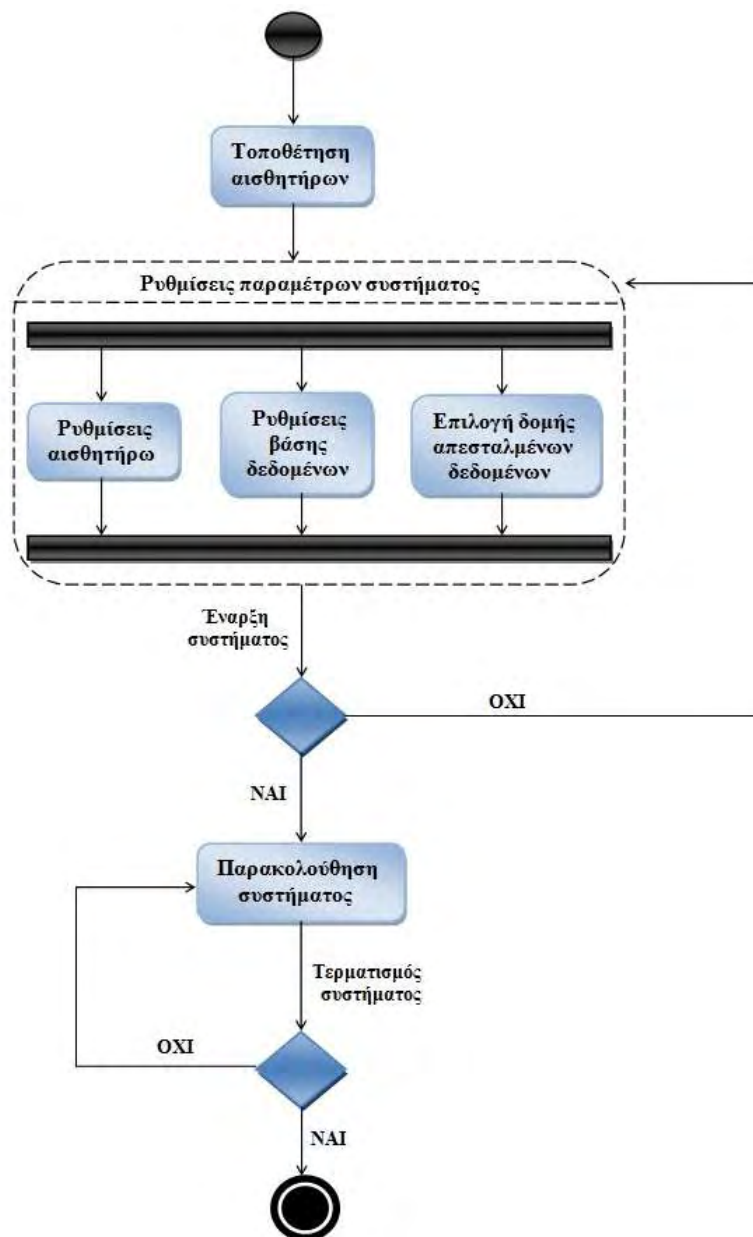 Τοποθέτηση
αισθητήρων
Ρυθμίσεις παραμέτρων συστήματος
Ρυθμίσεις
αισθητήρω
Ρυθμίσεις
βάσης
δεδομένων
Επιλογή δομής
απεσταλμένων
δεδομένων
Έναρξη
συστήματος
ΟΧΙ
ΝΑΙ
Παρακολούθηση
συστήματος
Τερματισμός
συστήματος
ΟΧΙ
ΝΑΙ